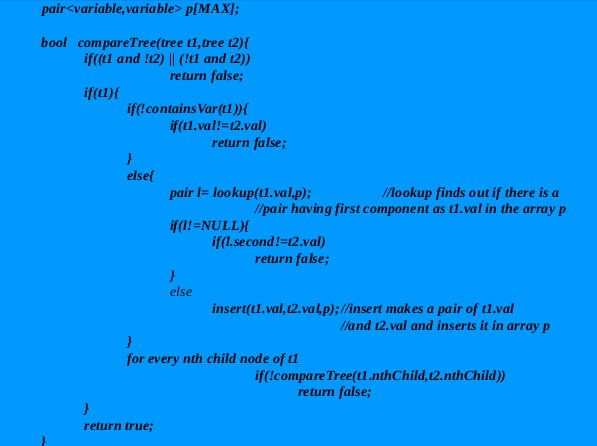 pair<variable,variable> p[MAX];
bool compareTree(tree t1,tree t2){
if((t1 and !t2) || (!t1 and t2))
return false;
if(t1){
if(!containsVar(t1)){
if(t1.val!=t2.val)
return false;
}
else{
pair l= lookup(t1.val,p); //lookup finds out if there is a
//pair having first component as t1.val in the array p
if(l!=NULL){
if(l.second!=t2.val)
return false;
}
else
insert(t1.val,t2.val,p);//insert makes a pair of t1.val
//and t2.val and inserts it in array p
}
for every nth child node of t1
if(!compareTree(t1.nthChild,t2.nthChild))
return false;
}
return true;
}